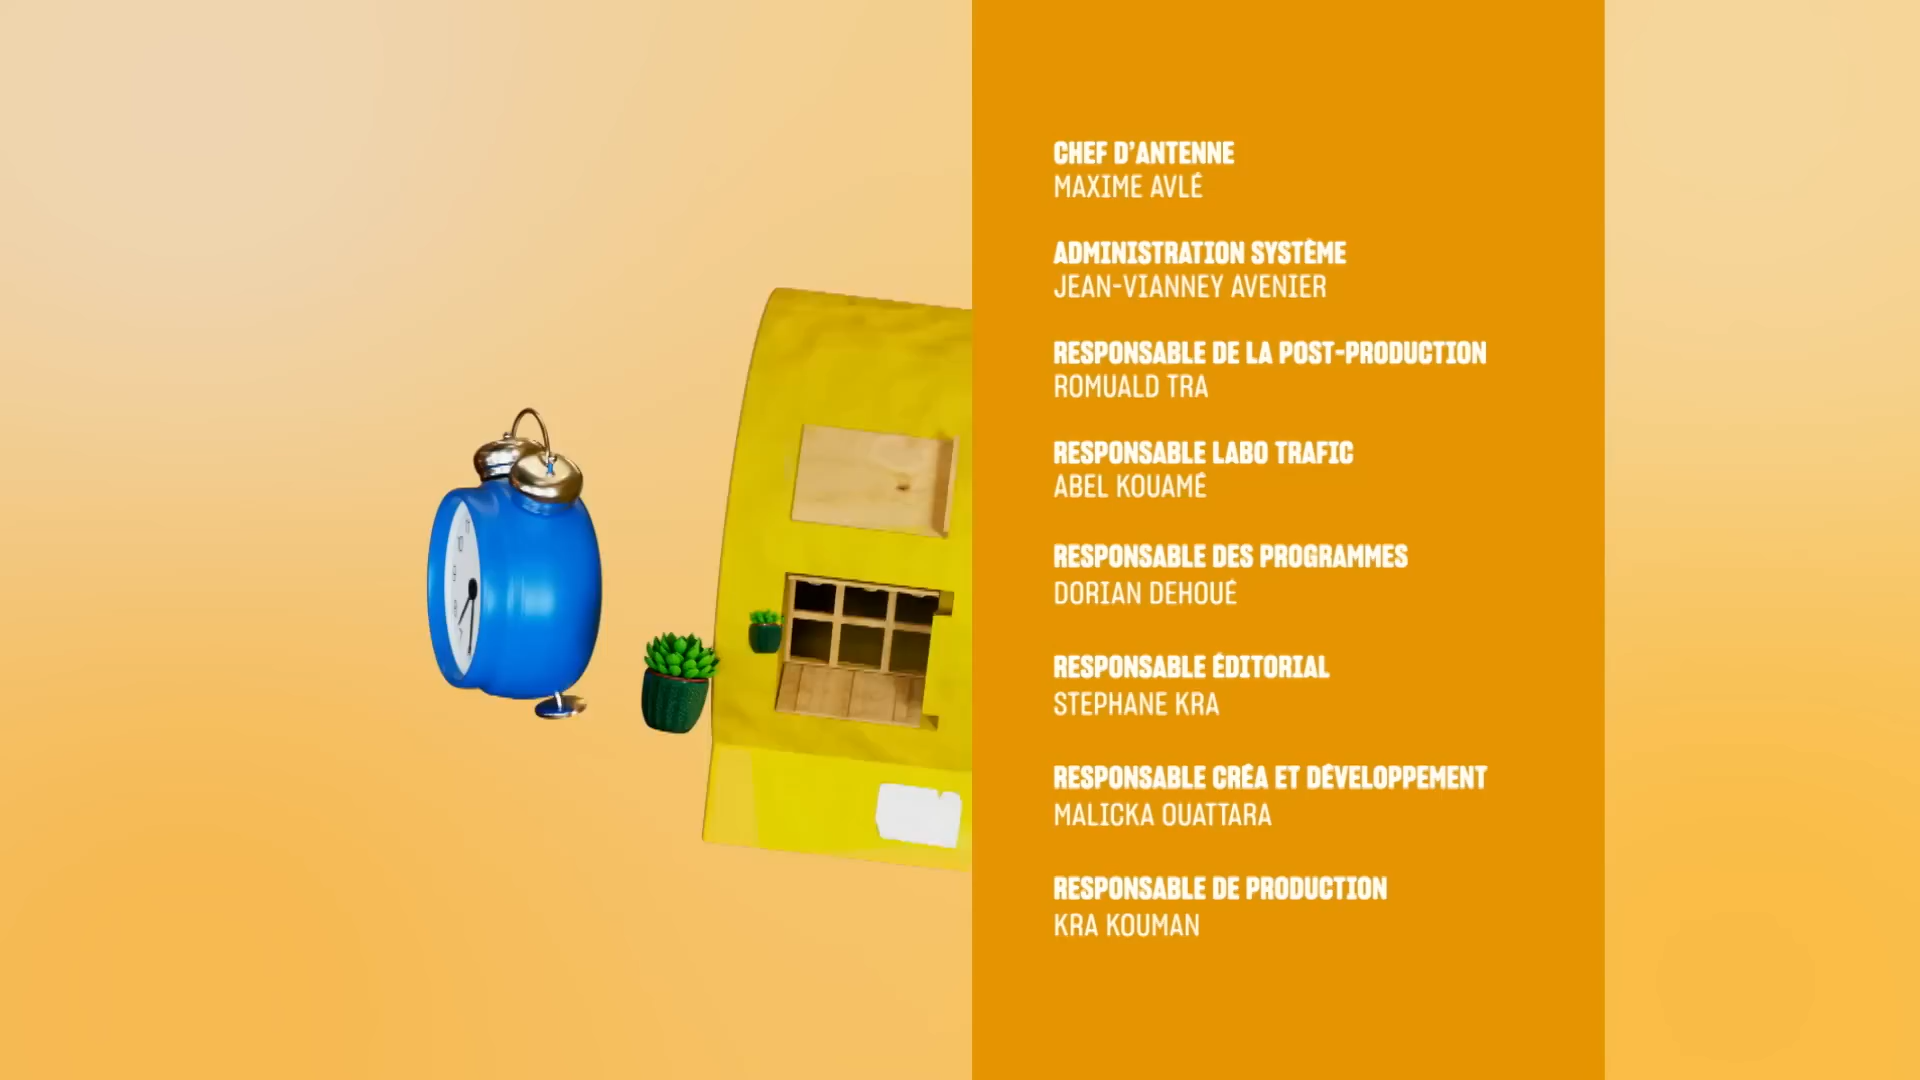 CHEF D'ANTENNE
MAXIME AVLÉ
ADMINISTRATION SYSTÈME
JEAN-VIANNEY AVENIER
RESPONSABLE DE LA POST-PRODUCTION
ROMUALD TRA
RESPONSABLE LABO TRAFIC
ABEL KOUAMÉ
RESPONSABLE DES PROGRAMMES
DORIAN DEHOUÉ
RESPONSABLE ÉDITORIAL
STEPHANE KRA
RESPONSABLE CRÉA ET DÉVELOPPEMENT
MALICKA OUATTARA
RESPONSABLE DE PRODUCTION
KRA KOUMAN